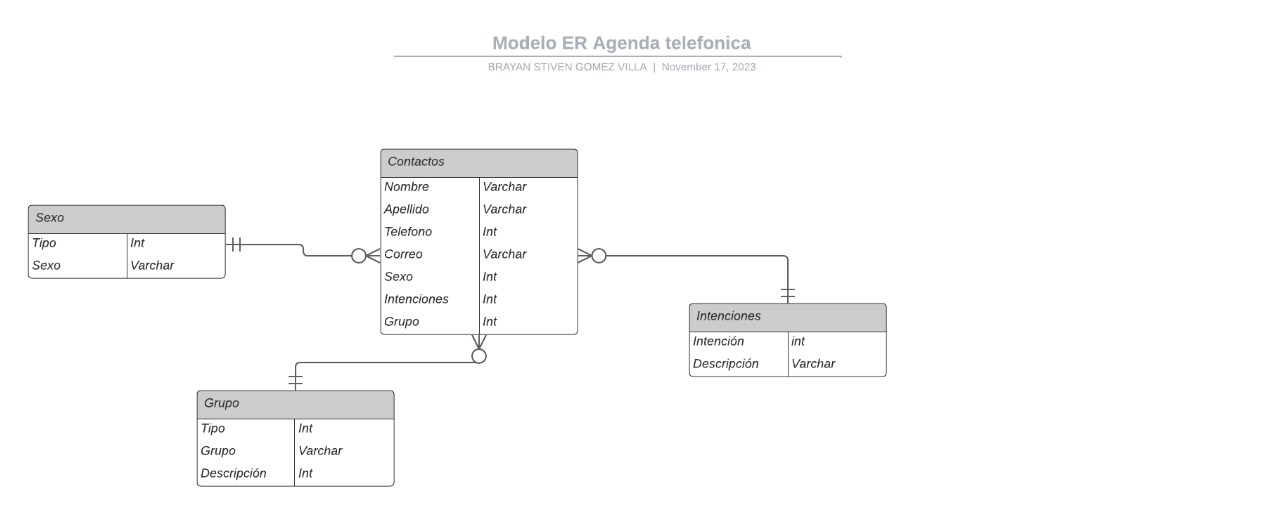 Modelo ER Agenda telefonica
BRAYAN STIVEN GOMEZ VILLA | November 17, 2023
Contactos
Nombre Varchar
Apellido Varchar
Telefono Int
Correo Varchar
Sexo Int
Intenciones Int
Grupo Int
Sexo
Tipo Int
Sexo Varchar
Intenciones
Intención int
Descripción Varchar
Grupo
Tipo Int
Grupo Varchar
Descripción Int